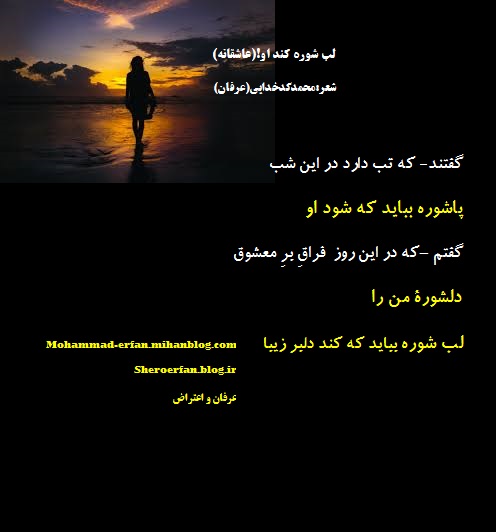 لب شوره کند او!(عاشقانه)
شعر:محمدکدخدایی(عرفان)
گفتند- که تب دارد در این شب
پاشوره بباید که شود او
گفتم –که در این روز فراقِ برِ معشوق
دلشورۀ من را
لب شوره بباید که کند دلبر زیبا
Mohammad-erfan.mihanblog.com
Sheroerfan.blog.ir
عرفان و اعتراض